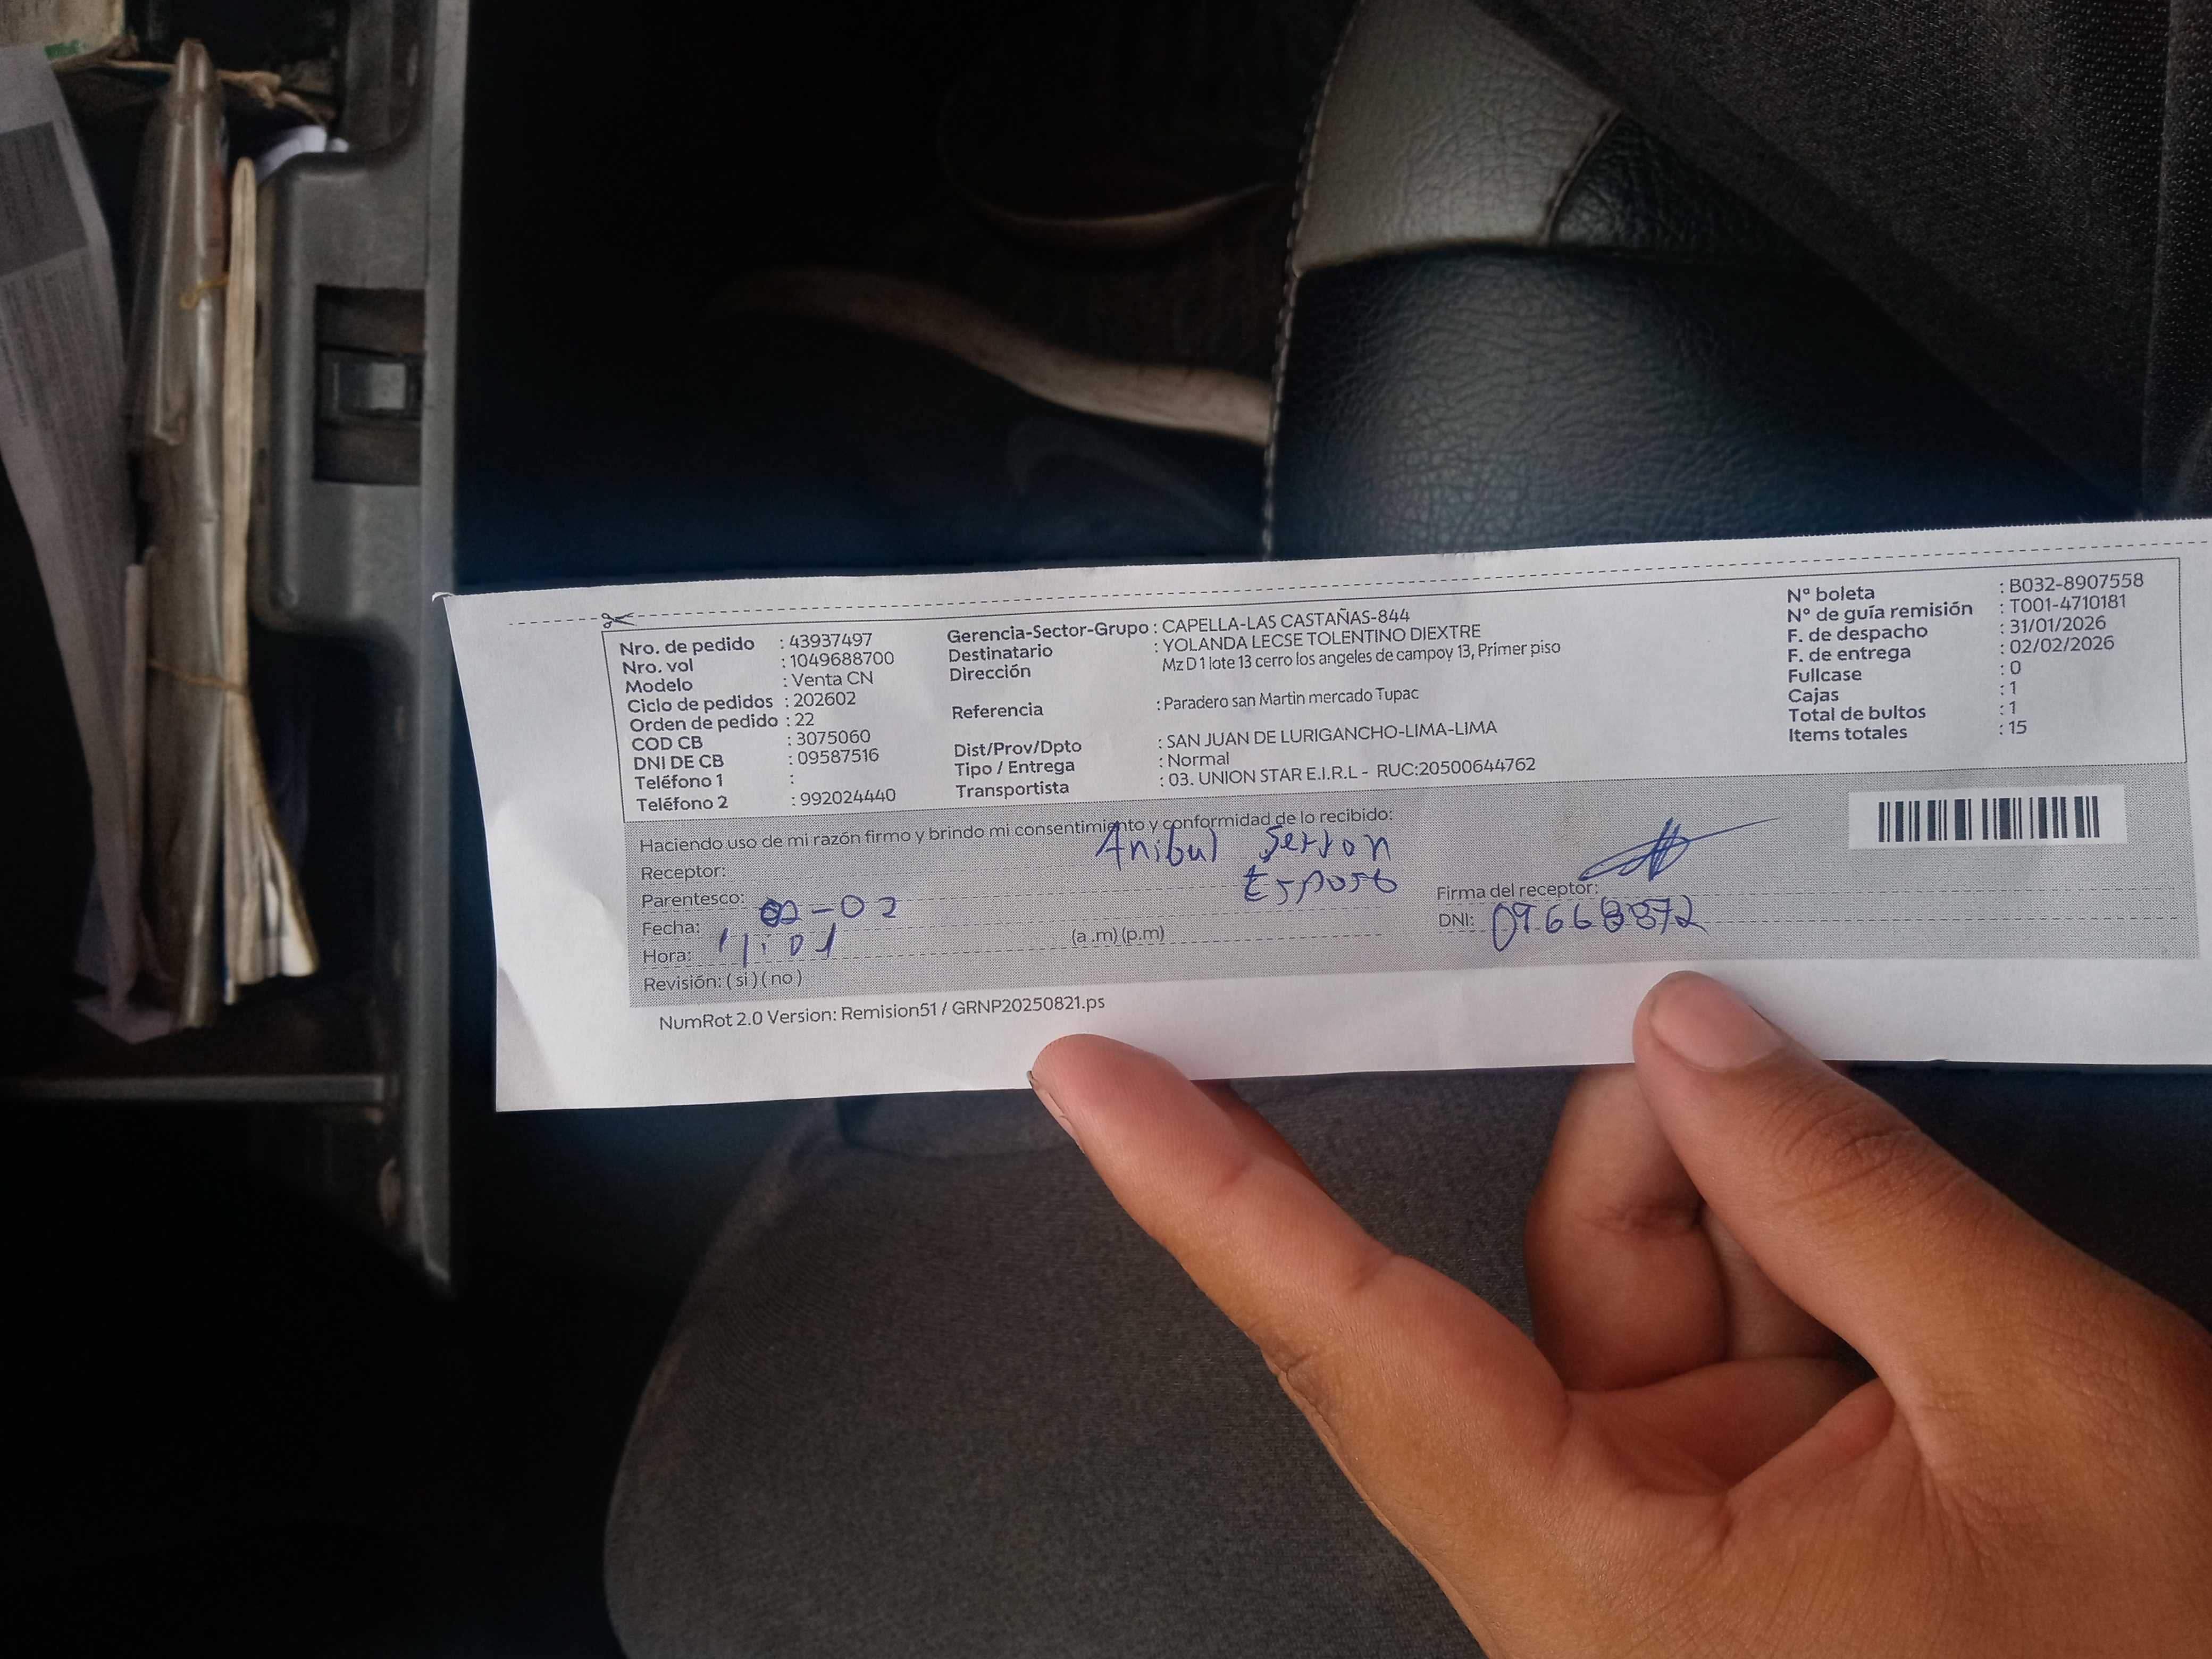 Nro. de pedido : 43937497
Nro. vol : 1049688700
Modelo : Venta CN
Ciclo de pedidos : 202602
Orden de pedido : 22
COD CB : 3075060
DNI DE CB : 09587516
Teléfono 1 :
Teléfono 2 : 992024440
Gerencia-Sector-Grupo : CAPELLA-LAS CASTAÑAS-844
Destinatario : YOLANDA LECSE TOLENTINO DIEXTRE
Dirección Mz D 1 lote 13 cerro los angeles de campoy 13, Primer piso
Referencia : Paradero san Martin mercado Tupac
Dist/Prov/Dpto : SAN JUAN DE LURIGANCHO-LIMA-LIMA
Tipo / Entrega : Normal
Transportista : 03. UNION STAR E.I.R.L - RUC:20500644762
N° boleta : B032-8907558
N° de guía remisión : T001-4710181
F. de despacho : 31/01/2026
F. de entrega : 02/02/2026
Fullcase : 0
Cajas : 1
Total de bultos : 1
Items totales : 15
Haciendo uso de mi razón firmo y brindo mi consentimiento y conformidad de lo recibido:
Receptor: Anibal
Parentesco: Esposo
Fecha: 02-02
Hora: 11:01 (a .m) (p.m)
Revisión: ( si ) ( no )
Firma del receptor:
DNI:
NumRot 2.0 Version: Remision51 / GRNP20250821.ps